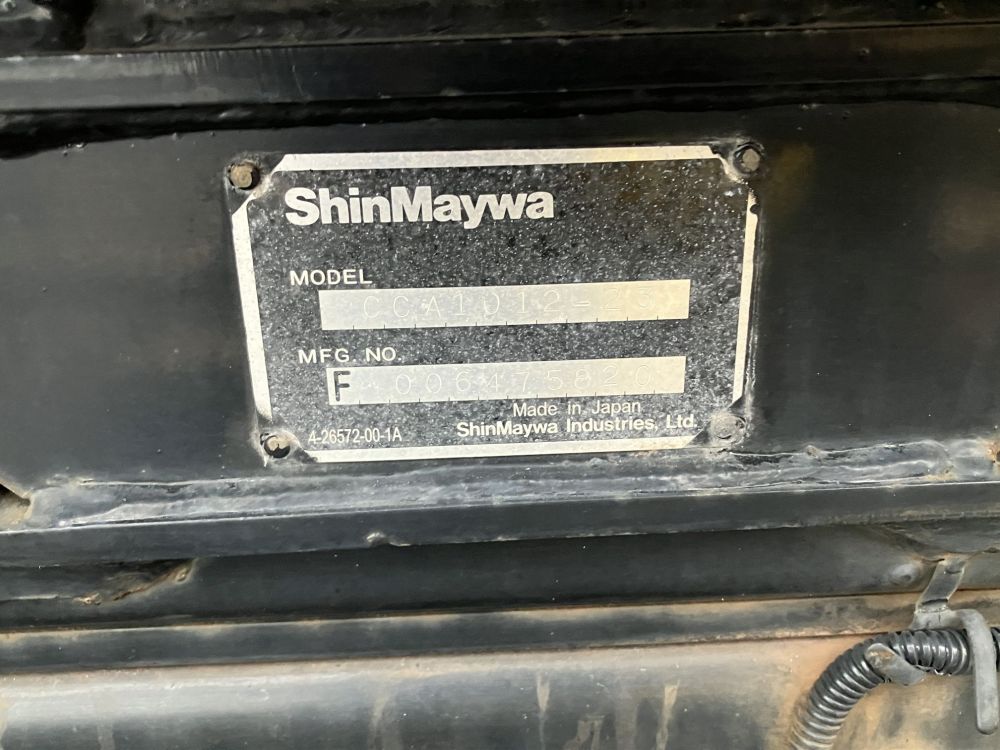 ShinMaywa
MODEL
CCA1012-23
MFG. NO.
F 006475820
Made in Japan
4-26572-00-1A
ShinMaywa Industries, Ltd.